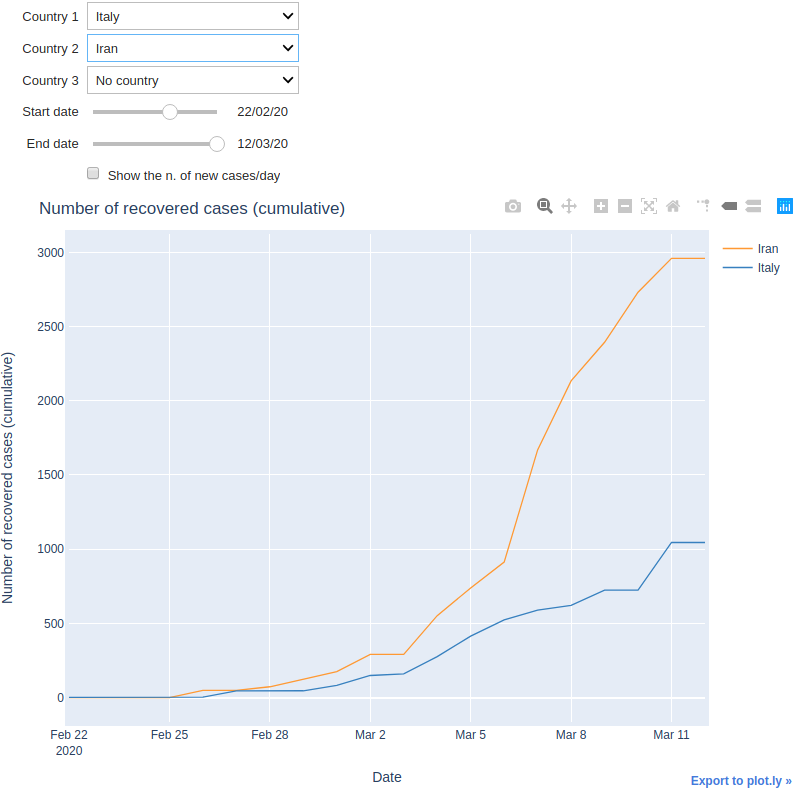 Country 1 Italy
Country 2 Iran
Country 3 No country
Start date 22/02/20
End date 12/03/20
Show the n. of new cases/day
Number of recovered cases (cumulative)
Iran
Italy
Number of recovered cases (cumulative)
3000
2500
2000
1500
1000
500
0
Feb 22 Feb 25 Feb 28 Mar 2 Mar 5 Mar 8 Mar 11
2020
Date
Export to plot.ly »